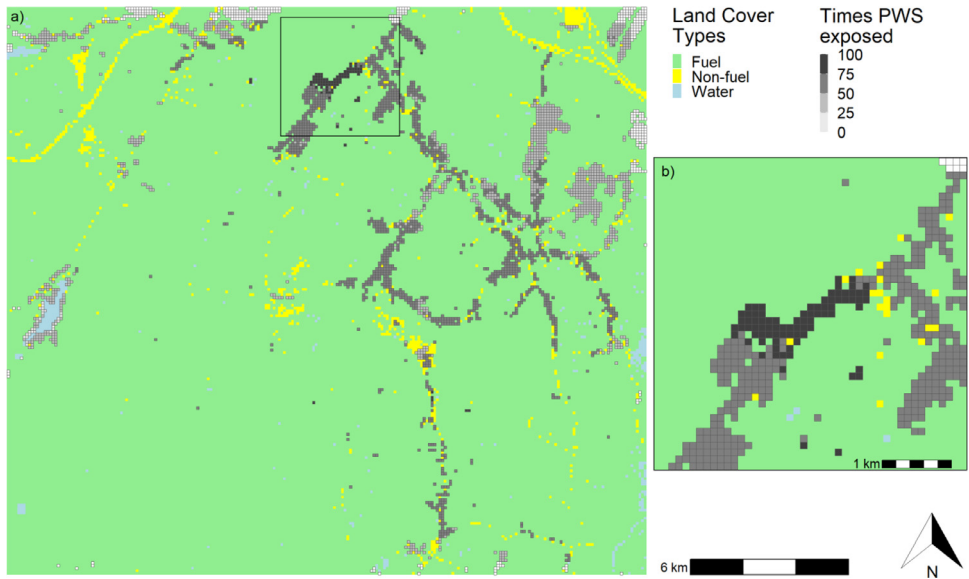 a)
Land Cover
Types
Fuel
Non-fuel
Water
Times PWS
exposed
100
75
50
25
0
b)
1 km
6 km
N